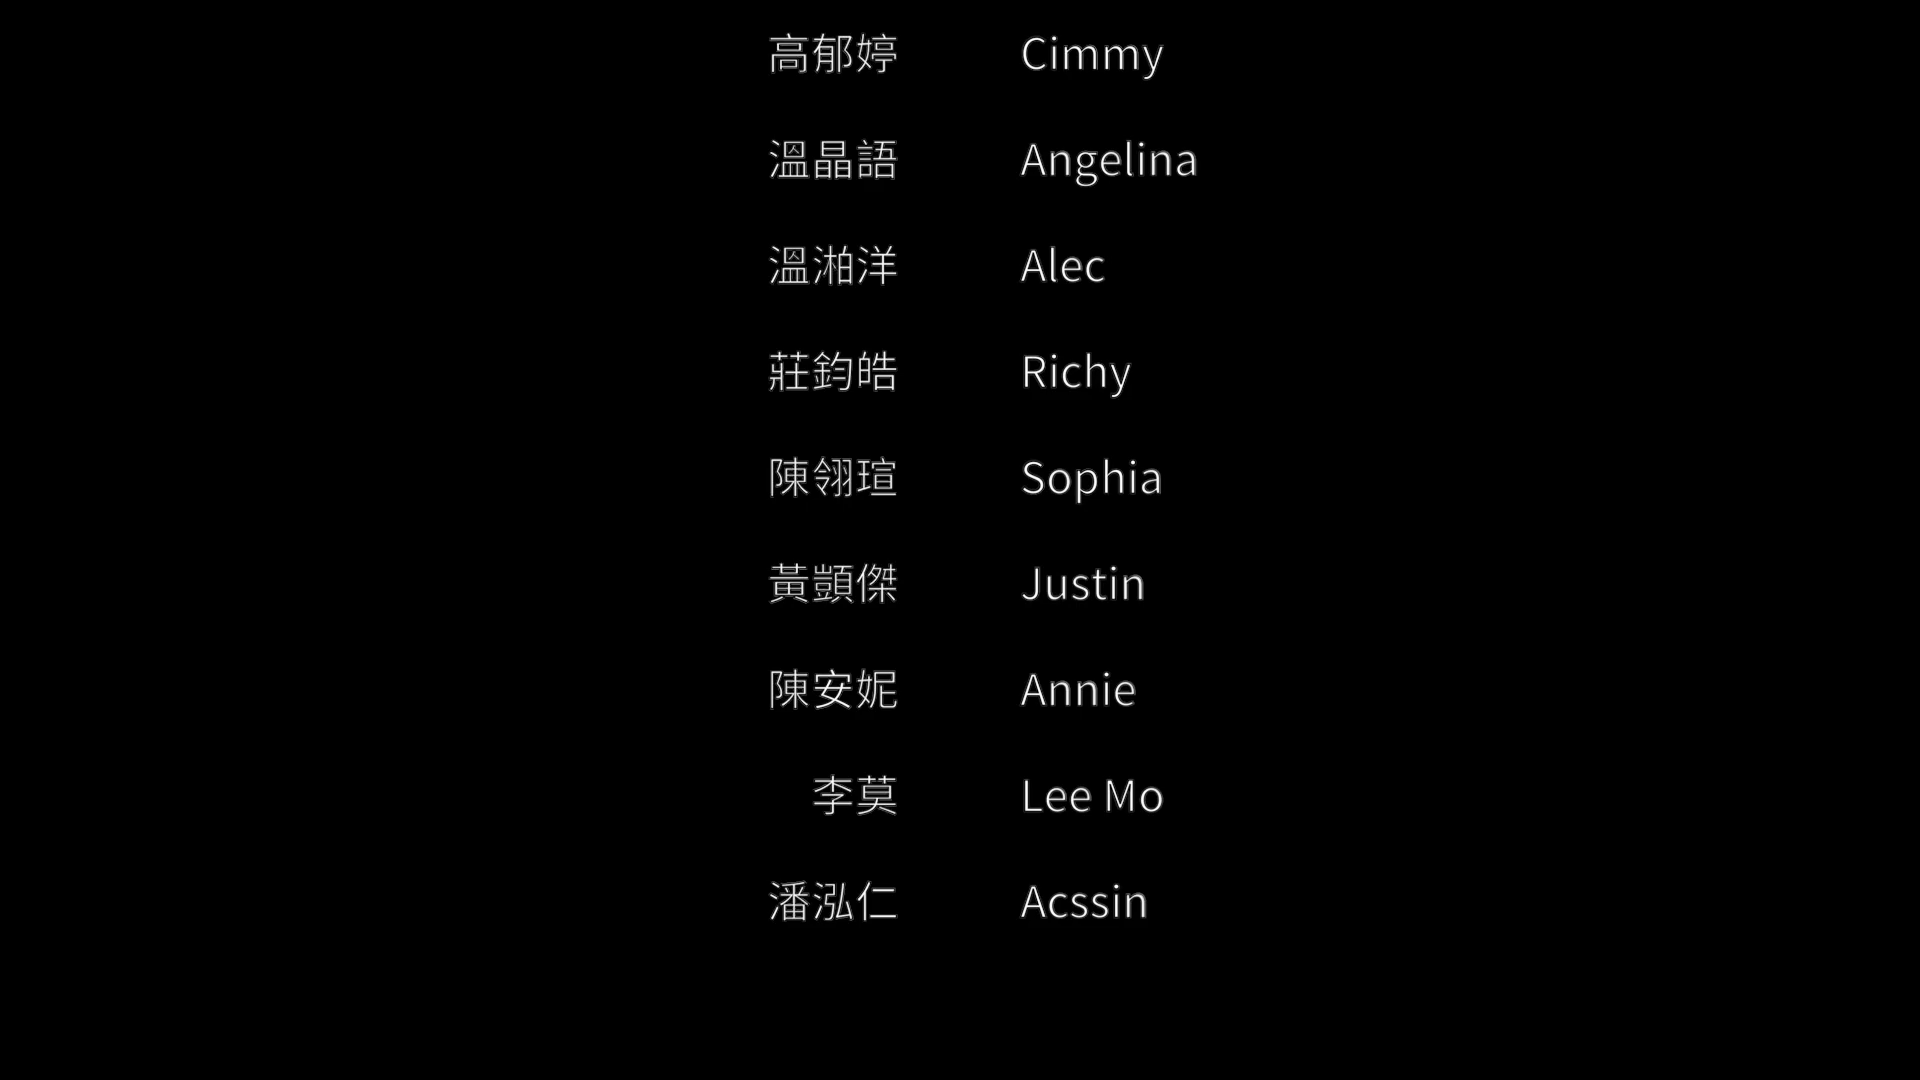 高郁婷 Cimmy
溫晶語 Angelina
溫湘洋 Alec
莊鈞皓 Richy
陳翎瑄 Sophia
黃顗傑 Justin
陳安妮 Annie
李莫 Lee Mo
潘泓仁 Acssin